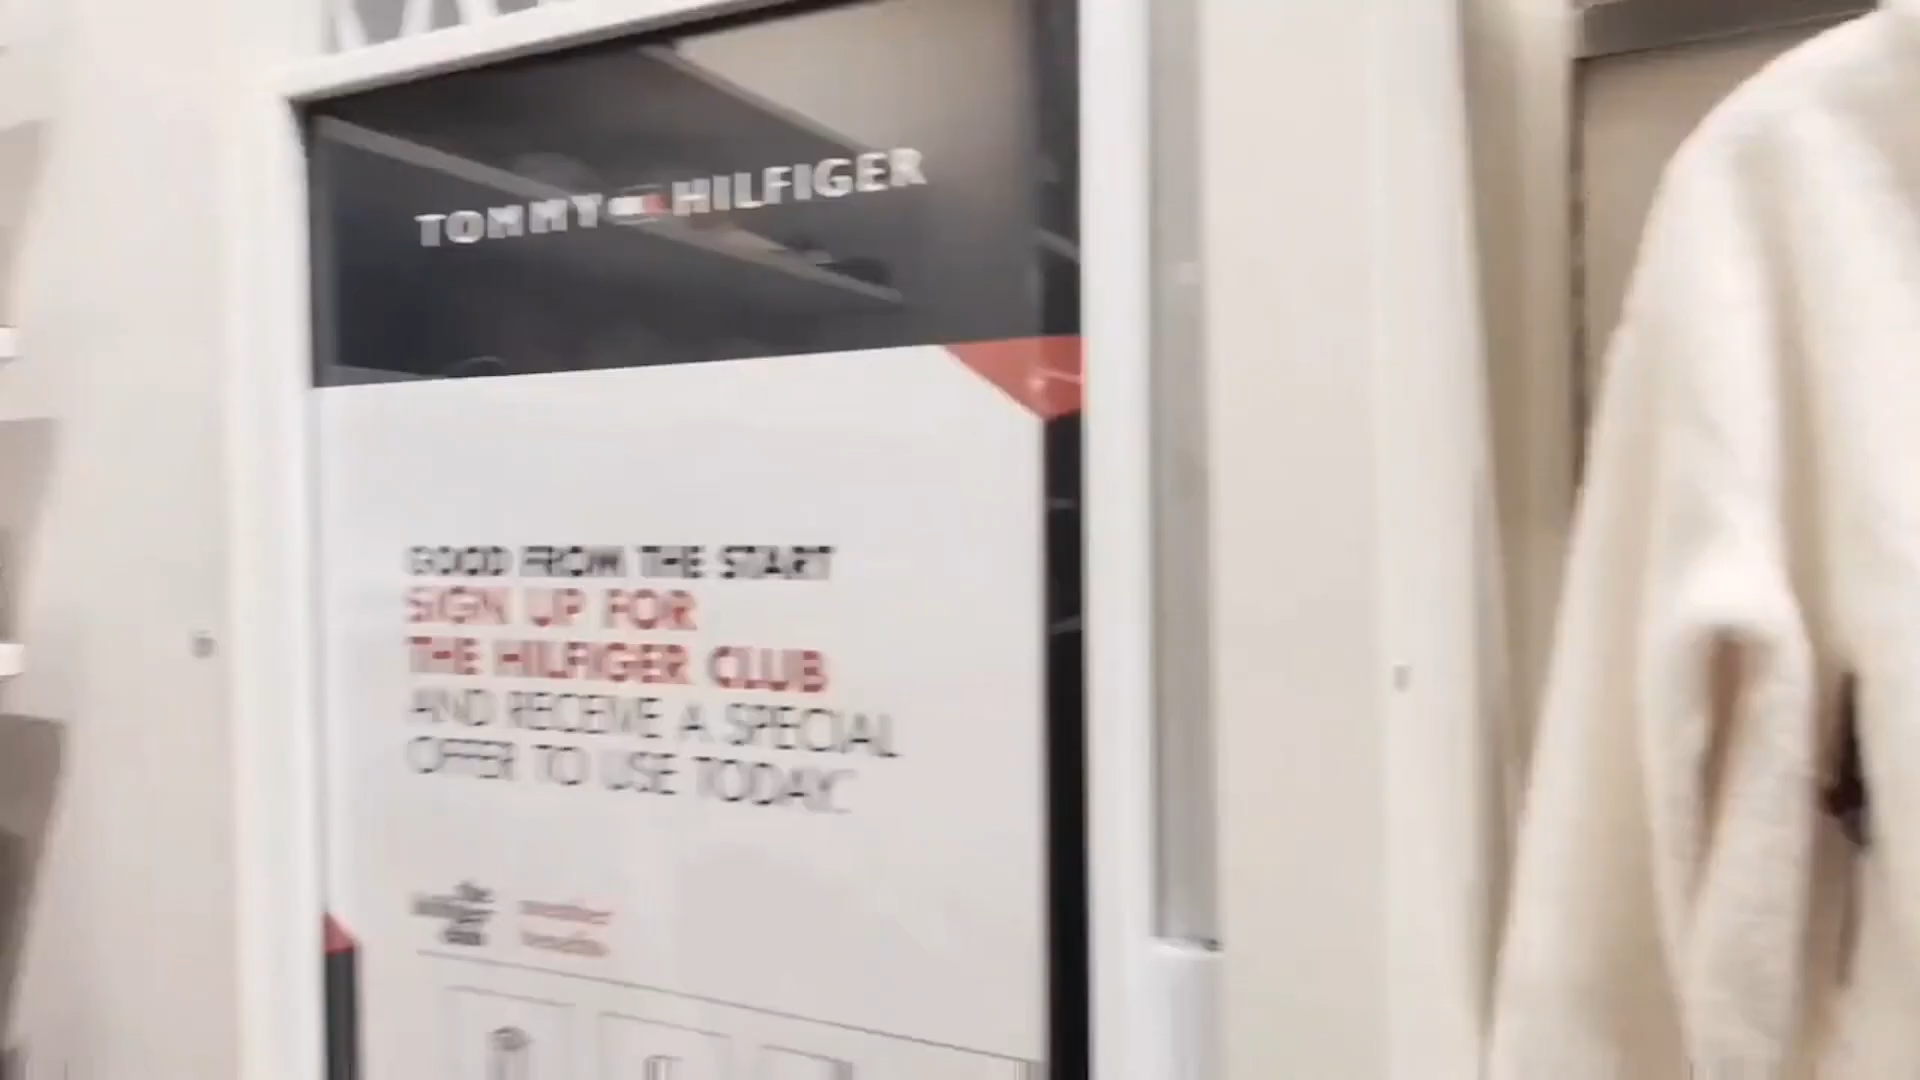 TOMMY HILFIGER
GOOD FROM THE START
SIGN UP FOR
THE HILFIGER CLUB
AND RECEIVE A SPECIAL
OFFER TO USE TODAY.*